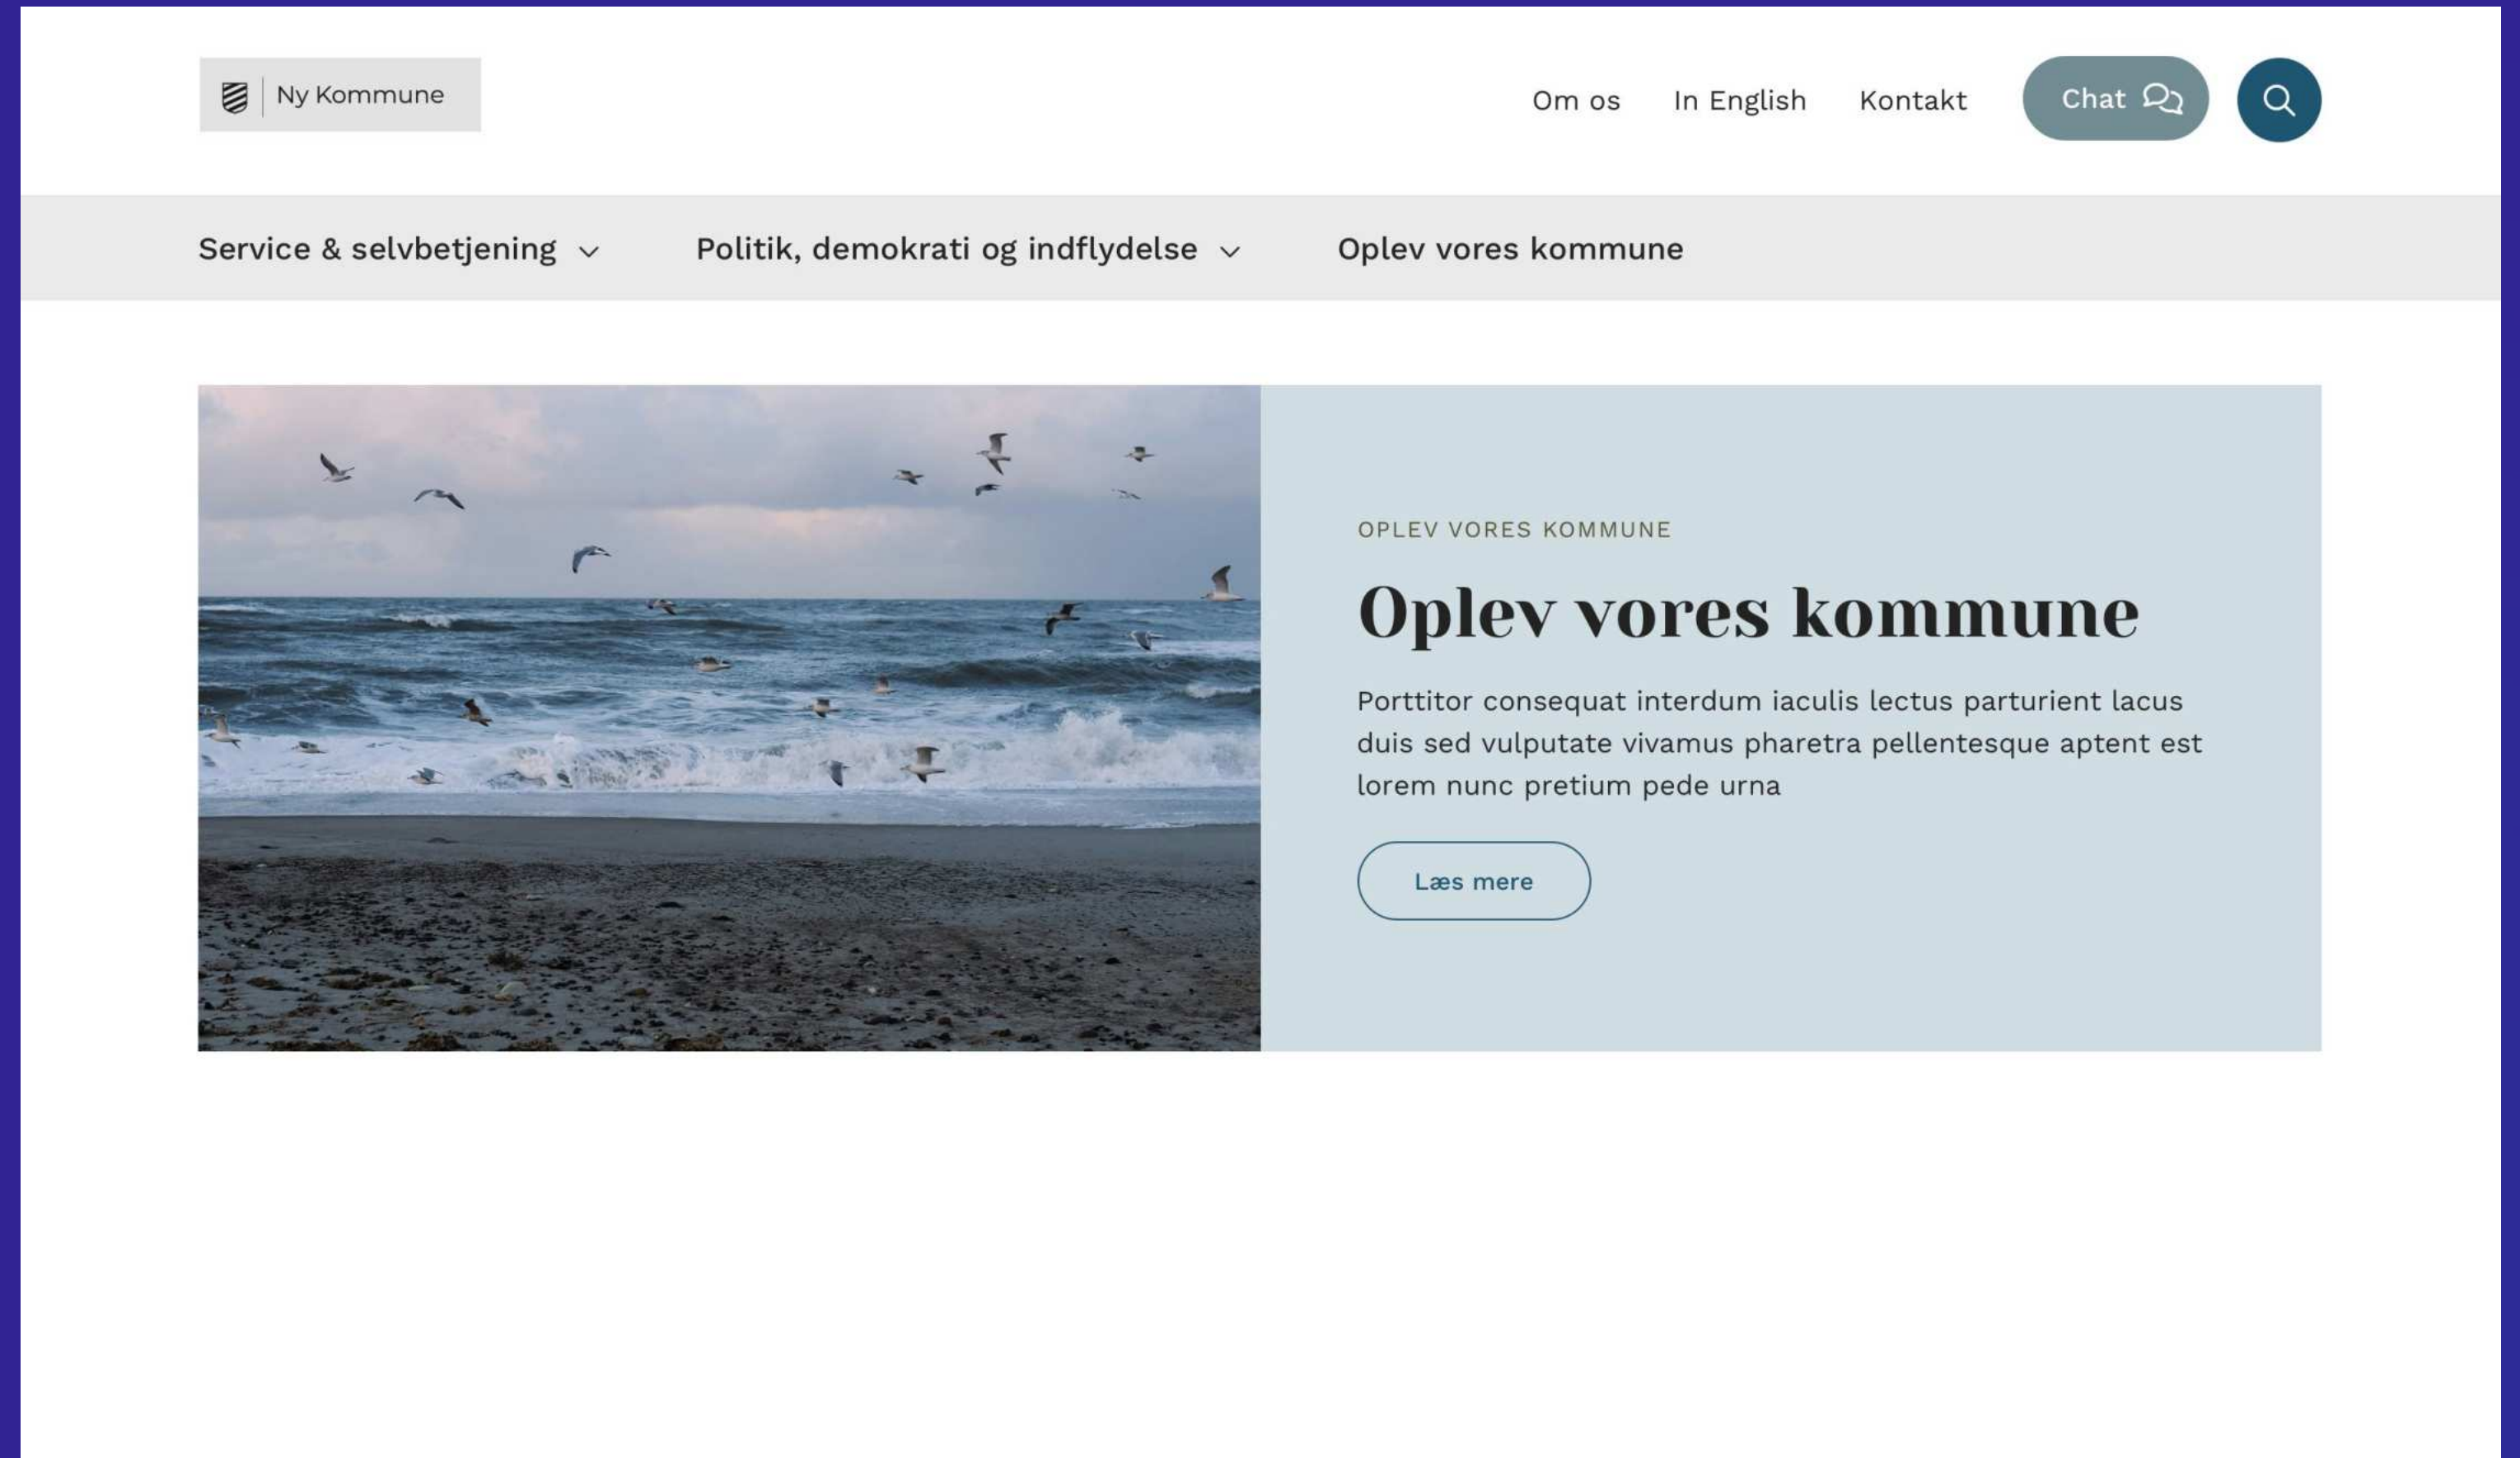 Ny Kommune
Om os
In English
Kontakt
Chat
Service & selvbetjening
Politik, demokrati og indflydelse
Oplev vores kommune
OPLEV VORES KOMMUNE
Oplev vores kommune
Porttitor consequat interdum iaculis lectus parturient lacus
duis sed vulputate vivamus pharetra pellentesque aptent est
lorem nunc pretium pede urna
Læs mere